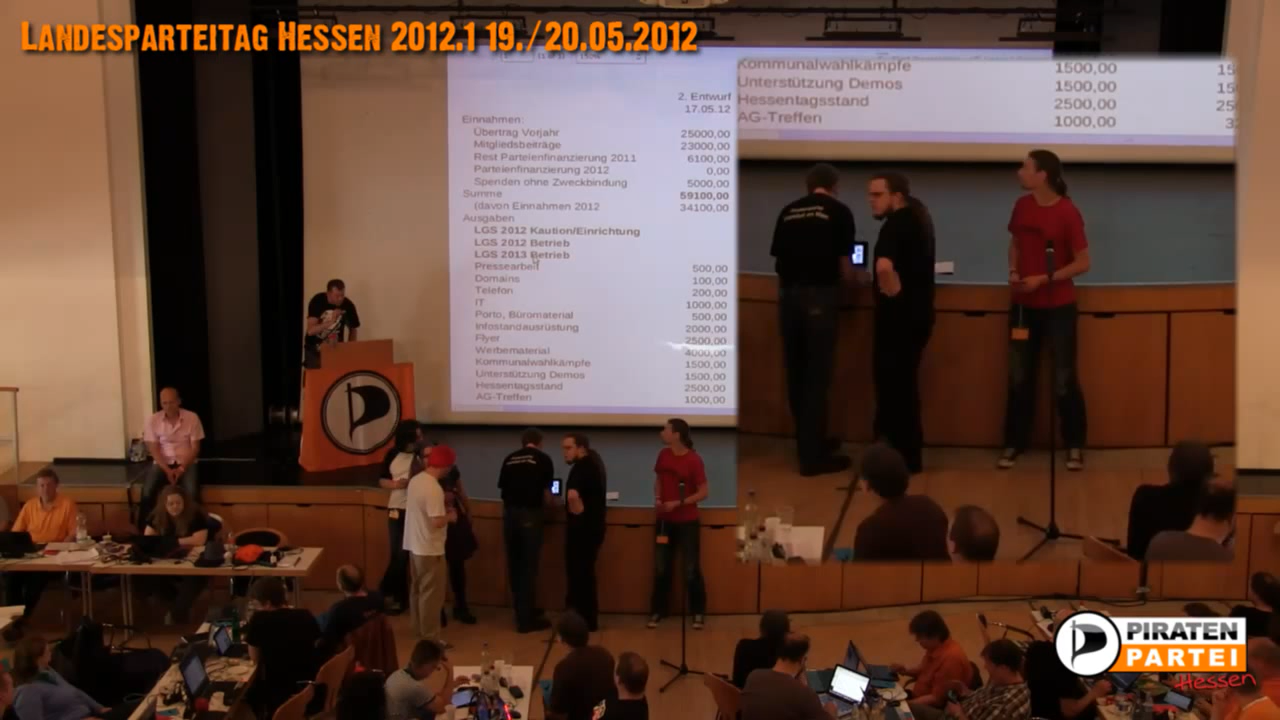 LANDESPARTEITAG HESSEN 2012.1 19./20.05.2012
2. Entwurf
17.05.12
Einnahmen:
Übertrag Vorjahr 25000,00
Mitgliedsbeiträge 23000,00
Rest Parteienfinanzierung 2011 6100,00
Parteienfinanzierung 2012 0,00
Spenden ohne Zweckbindung 5000,00
Summe 59100,00
(davon Einnahmen 2012 34100,00
Ausgaben
LGS 2012 Kaution/Einrichtung
LGS 2012 Betrieb
LGS 2013 Betrieb
Pressearbeit 500,00
Domains 100,00
Telefon 200,00
IT 1000,00
Porto, Büromaterial 500,00
Infostandausrüstung 2000,00
Flyer 2500,00
Werbematerial 4000,00
Kommunalwahlkämpfe 1500,00
Unterstützung Demos 1500,00
Hessentagsstand 2500,00
AG-Treffen 1000,00
Kommunalwahlkämpfe 1500,00 15
Unterstützung Demos 1500,00 15
Hessentagsstand 2500,00 25
AG-Treffen 1000,00
PIRATEN
PARTEI
Hessen